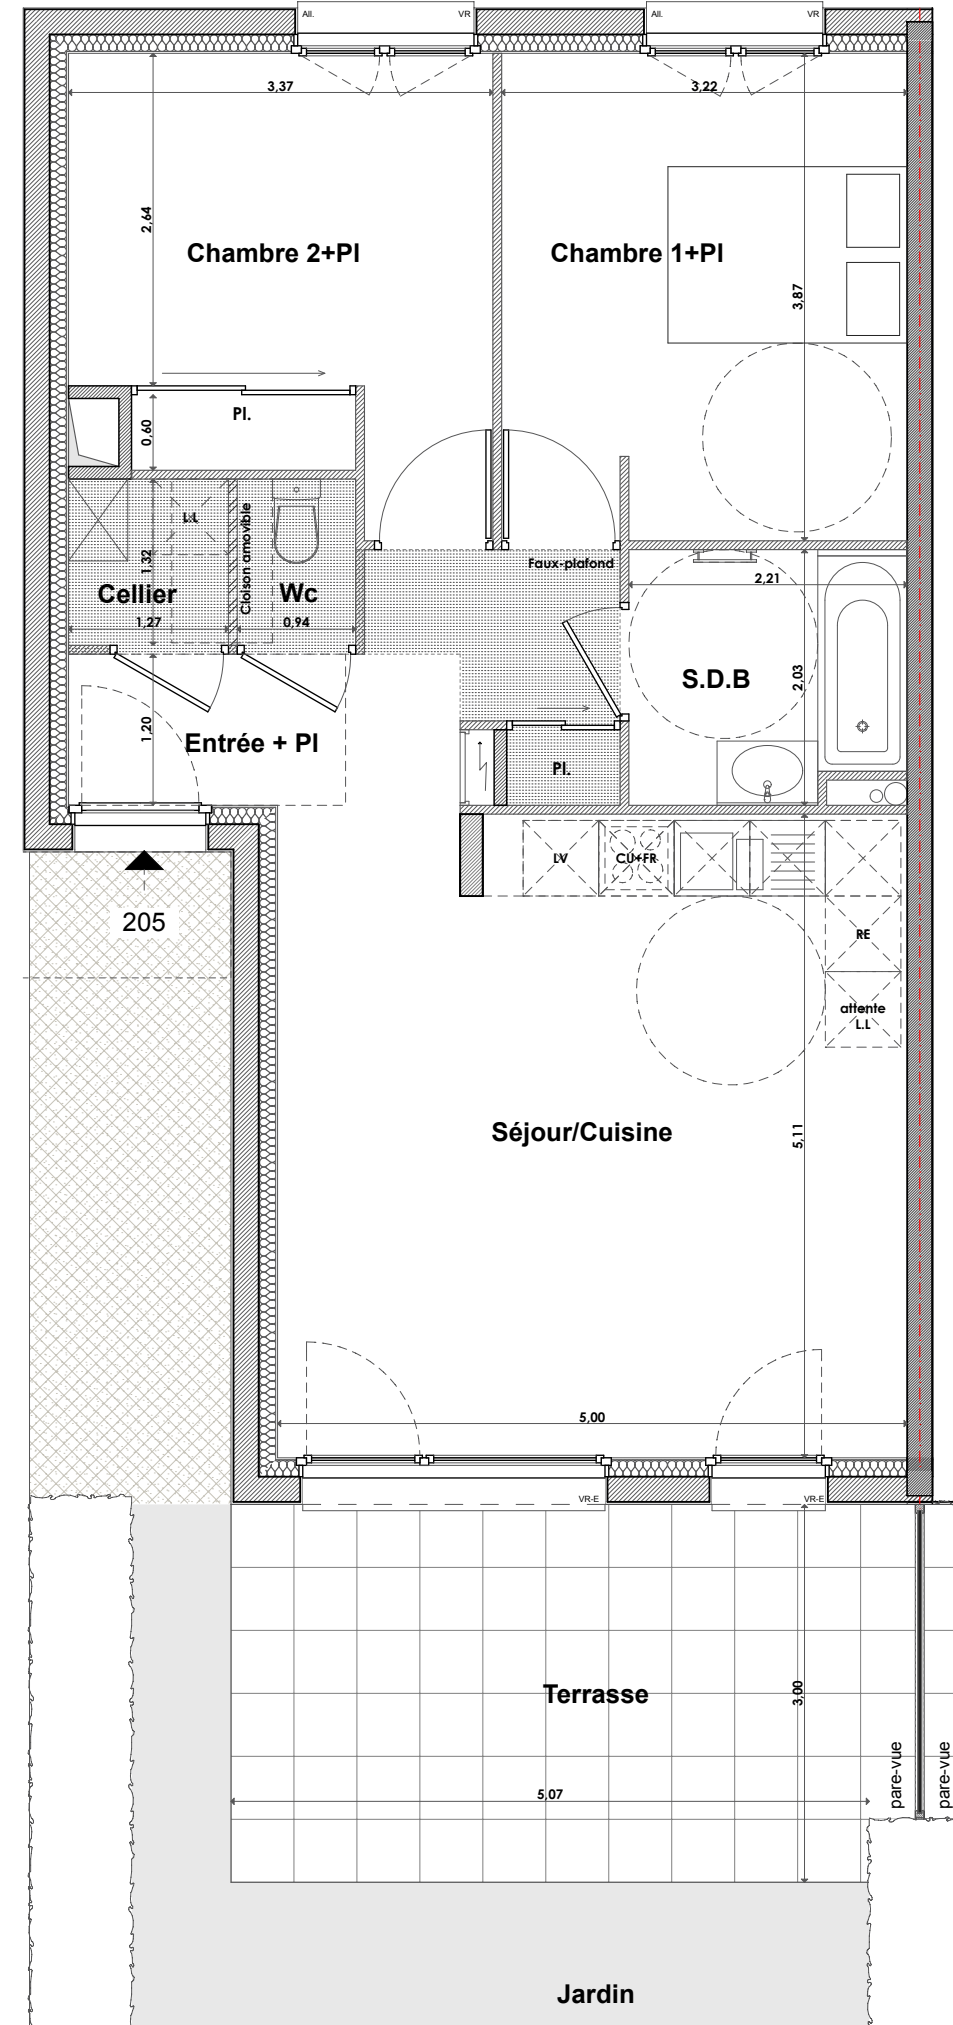 All.
VR
All.
VR
3,37
3,22
2,64
Chambre 2+Pl
Chambre 1+Pl
3,87
Pl.
0,60
L.L
Cloison amovible
1,32
Faux-plafond
2,21
Cellier
Wc
1,27
0,94
S.D.B
2,03
1,20
Entrée + Pl
Pl.
LV
CU+FR
205
RE
attente
L.L
Séjour/Cuisine
5,11
5,00
VR-E
VR-E
Terrasse
3,00
pare-vue
pare-vue
5,07
Jardin